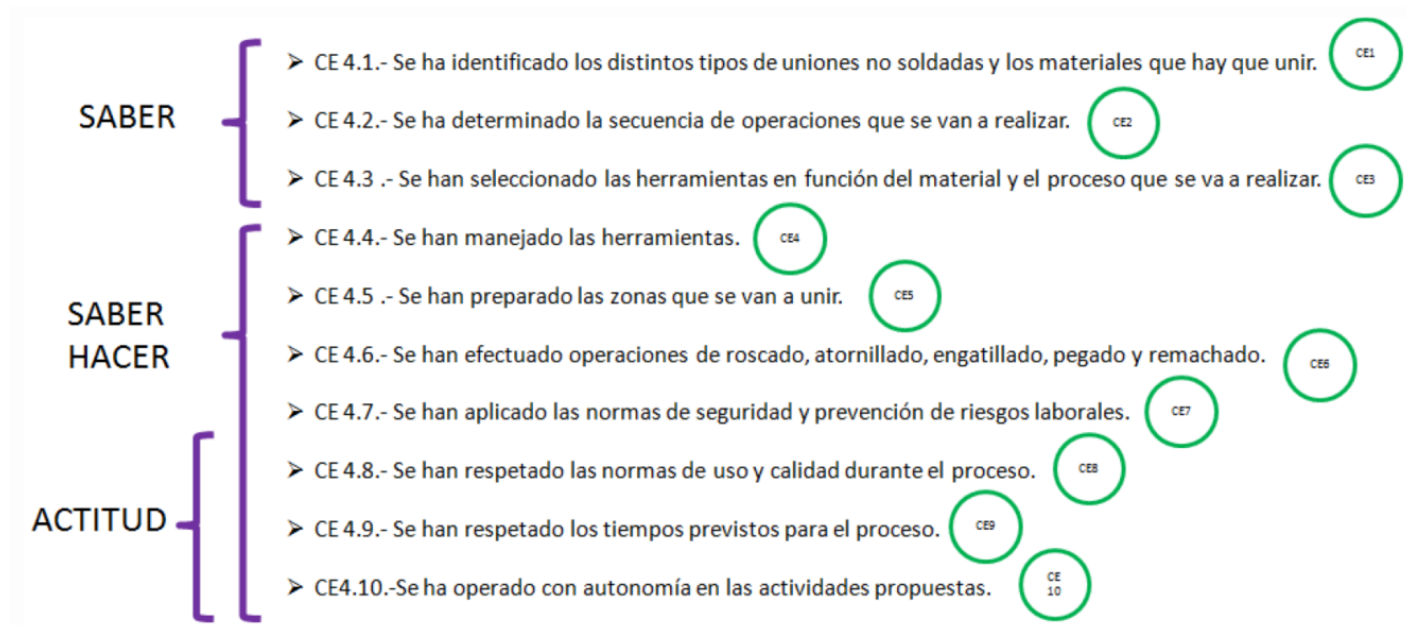 SABER
➢ CE 4.1.- Se ha identificado los distintos tipos de uniones no soldadas y los materiales que hay que unir. CE1
➢ CE 4.2.- Se ha determinado la secuencia de operaciones que se van a realizar. CE2
➢ CE 4.3 .- Se han seleccionado las herramientas en función del material y el proceso que se va a realizar. CE3
SABER
HACER
➢ CE 4.4.- Se han manejado las herramientas. CE4
➢ CE 4.5 .- Se han preparado las zonas que se van a unir. CE5
➢ CE 4.6.- Se han efectuado operaciones de roscado, atornillado, engatillado, pegado y remachado. CE6
➢ CE 4.7.- Se han aplicado las normas de seguridad y prevención de riesgos laborales. CE7
ACTITUD
➢ CE 4.8.- Se han respetado las normas de uso y calidad durante el proceso. CE8
➢ CE 4.9.- Se han respetado los tiempos previstos para el proceso. CE9
➢ CE4.10.-Se ha operado con autonomía en las actividades propuestas. CE
10